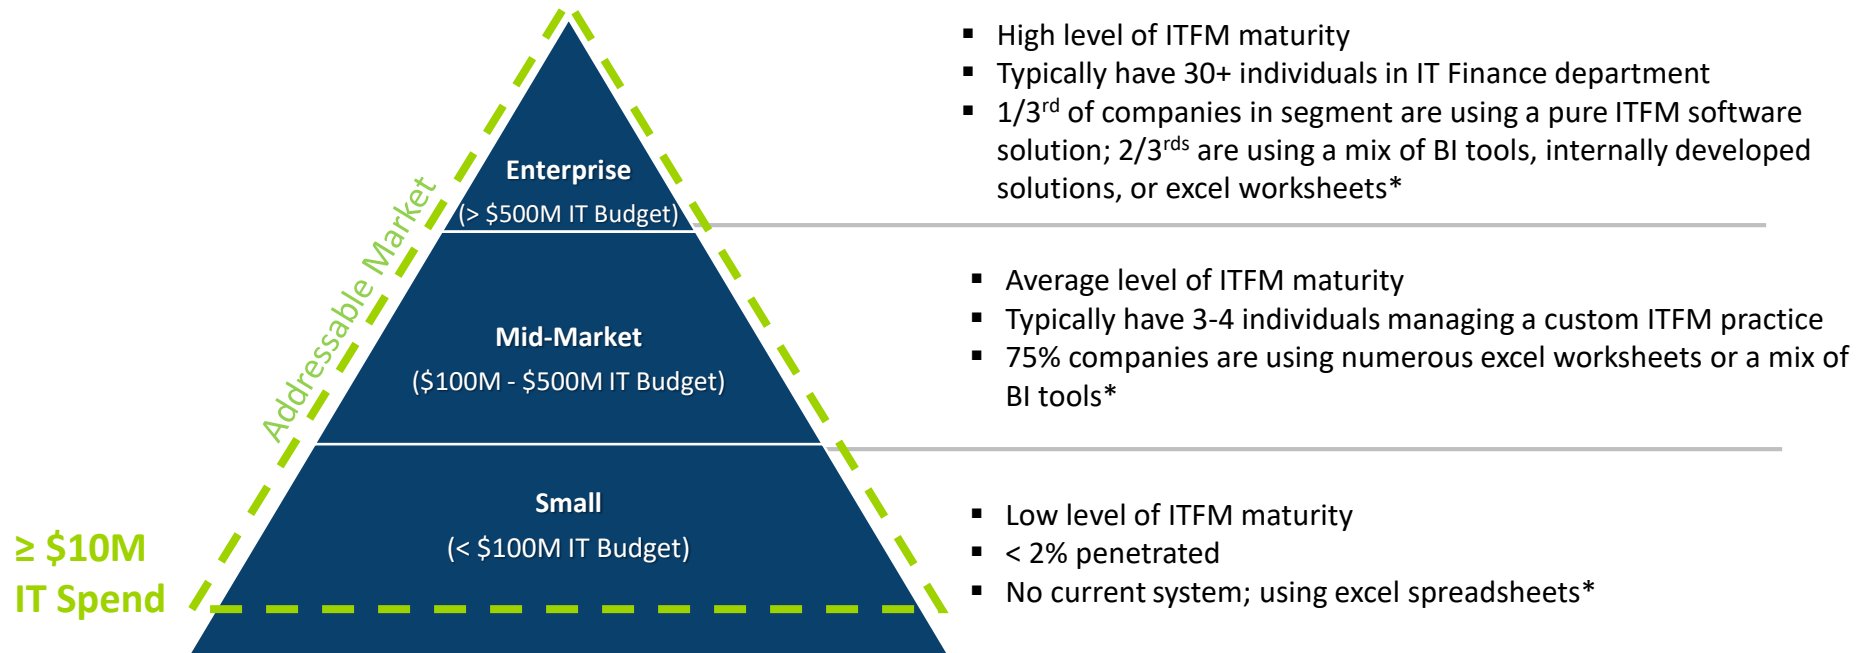 Enterprise
(> $500M IT Budget)
▪ High level of ITFM maturity
▪ Typically have 30+ individuals in IT Finance department
▪ 1/3rd of companies in segment are using a pure ITFM software
solution; 2/3rds are using a mix of BI tools, internally developed
solutions, or excel worksheets*
Addressable Market
Mid-Market
($100M - $500M IT Budget)
▪ Average level of ITFM maturity
▪ Typically have 3-4 individuals managing a custom ITFM practice
▪ 75% companies are using numerous excel worksheets or a mix of
BI tools*
Small
(< $100M IT Budget)
▪ Low level of ITFM maturity
▪ < 2% penetrated
▪ No current system; using excel spreadsheets*
≥ $10M
IT Spend